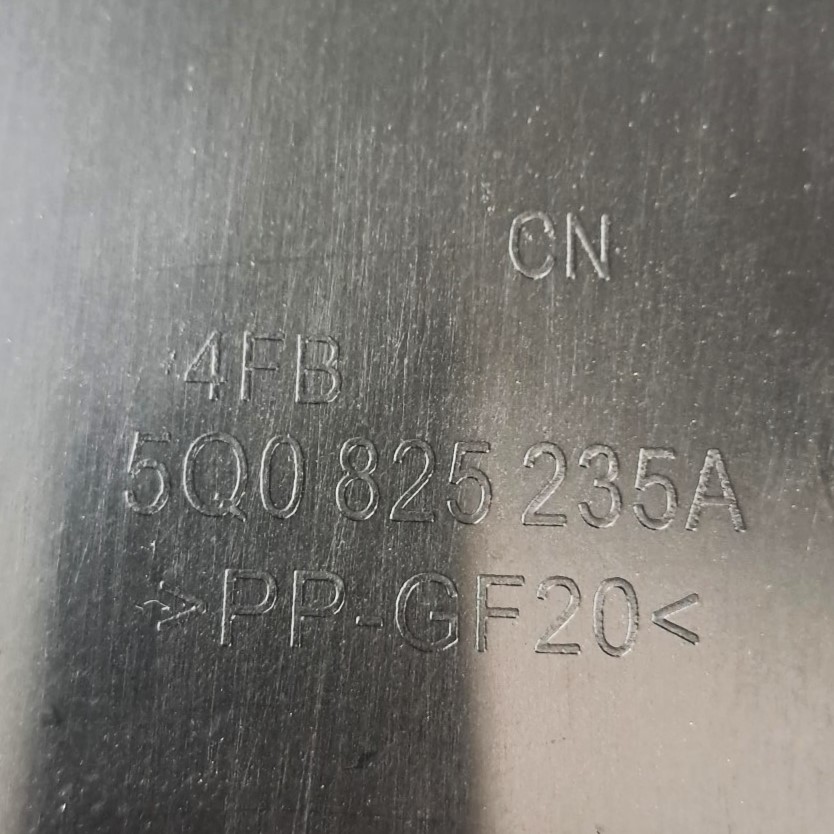 CN
4FB
5Q0 825 235A
>PP-GF20<